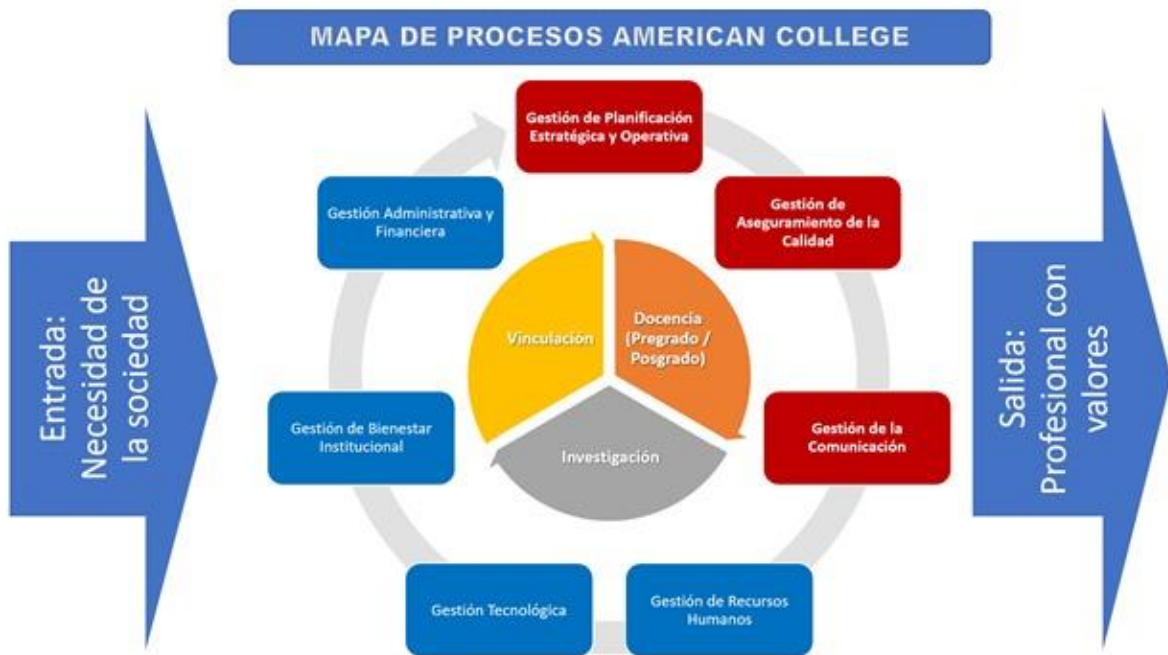 MAPA DE PROCESOS AMERICAN COLLEGE
Entrada:
Necesidad de
la sociedad
Gestión de Planificación
Estratégica y Operativa
Gestión de
Aseguramiento de la
Calidad
Gestión de la
Comunicación
Gestión de Recursos
Humanos
Gestión Tecnológica
Gestión de Bienestar
Institucional
Gestión Administrativa y
Financiera
Vinculación
Docencia
(Pregrado /
Posgrado)
Investigación
Salida:
Profesional con
valores